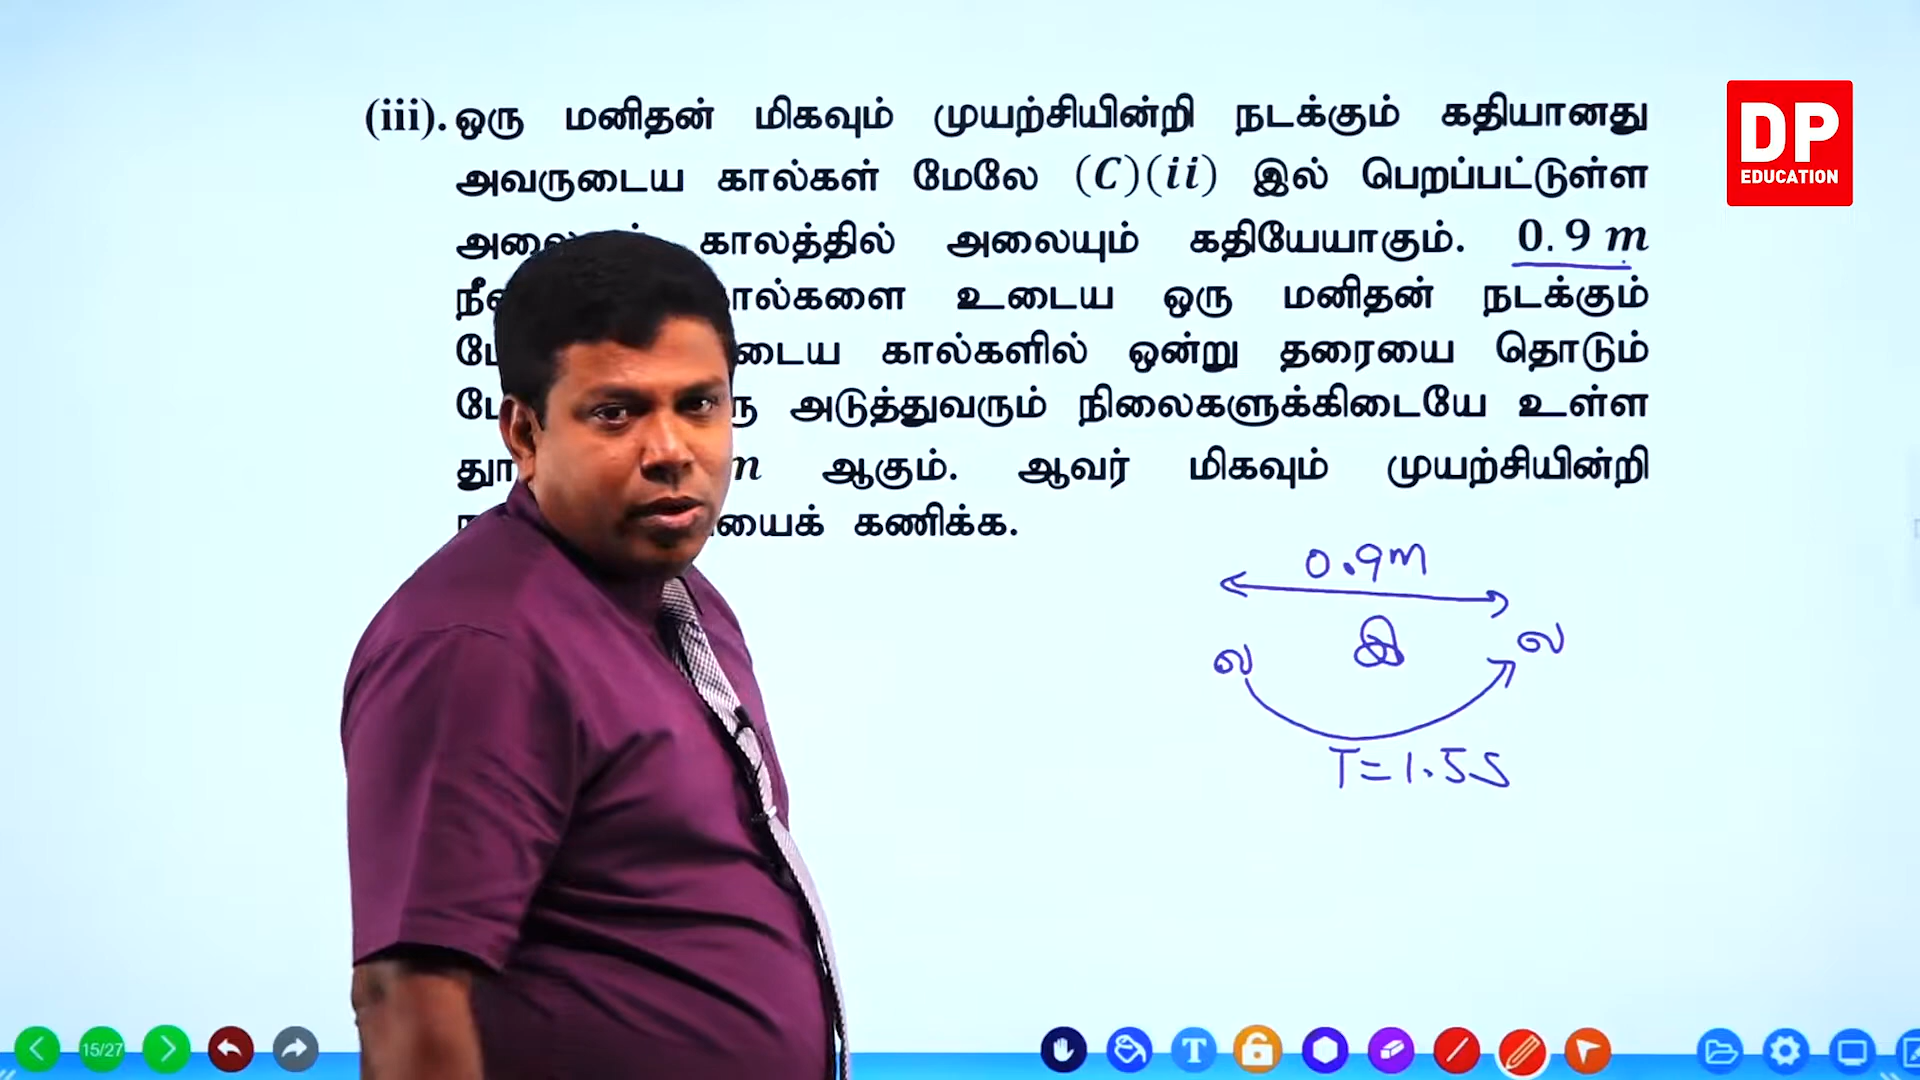 (iii). ஒரு மனிதன் மிகவும் முயற்சியின்றி நடக்கும் கதியானது
அவருடைய கால்கள் மேலே (C)(ii) இல் பெறப்பட்டுள்ள
காலத்தில் அலையும் கதியேயாகும். 0.9 m
உடைய ஒரு மனிதன் நடக்கும்
கால்களில் ஒன்று தரையை தொடும்
அடுத்துவரும் நிலைகளுக்கிடையே உள்ள
m ஆகும். ஆவர் மிகவும் முயற்சியின்றி
கணிக்க.
DP
EDUCATION
0.9m
வ இ வ
T=1.5s
15/27
T